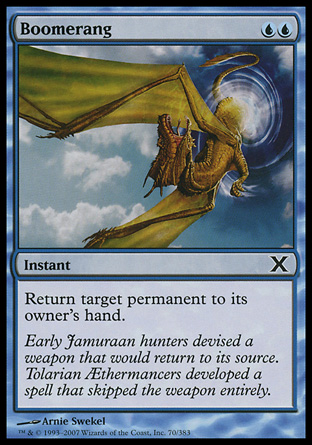 Boomerang
Instant
X
Return target permanent to its
owner's hand.
Early Jamuraan hunters devised a
weapon that would return to its source.
Tolarian Æthermancers developed a
spell that skipped the weapon entirely.
Arnie Swekel
™ & © 1993–2007 Wizards of the Coast, Inc. 70/383